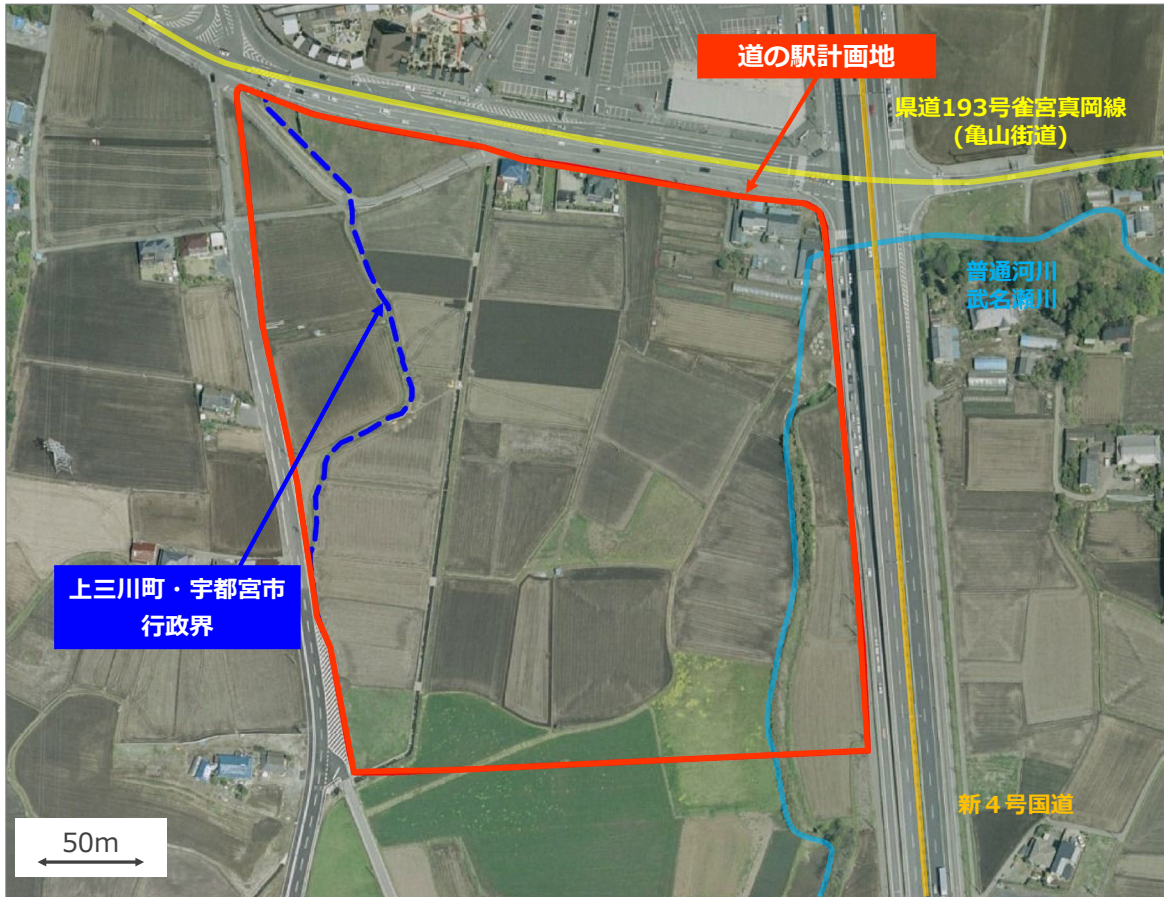 道の駅計画地
県道193号雀宮真岡線
(亀山街道)
普通河川
武名瀬川
上三川町・宇都宮市
行政界
新4号国道
50m